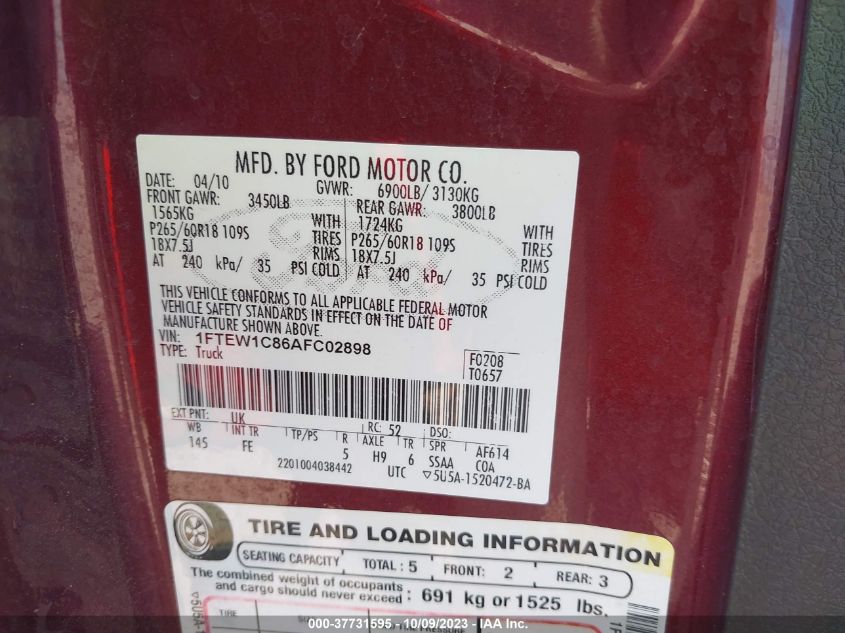 MFD. BY FORD MOTOR CO.
DATE: 04/10 GVWR: 6900LB/ 3130KG
FRONT GAWR: 3450LB REAR GAWR: 3800LB
1565KG WITH 1724KG WITH
P265/60R18 109S TIRES P265/60R18 109S TIRES
18X7.5J RIMS 18X7.5J RIMS
AT 240 kPa/ 35 PSI COLD AT 240 kPa/ 35 PSI COLD
THIS VEHICLE CONFORMS TO ALL APPLICABLE FEDERAL MOTOR
VEHICLE SAFETY STANDARDS IN EFFECT ON THE DATE OF
MANUFACTURE SHOWN ABOVE.
VIN: 1FTEW1C86AFC02898 F0208
TYPE: Truck T0657
EXT PNT: UK RC: 52 DSO:
WB INT TR TP/PS R AXLE TR SPR AF614
145 FE 5 H9 6 SSAA COA
2201004038442 UTC ▽5U5A-1520472-BA
TIRE AND LOADING INFORMATION
SEATING CAPACITY TOTAL : 5 FRONT: 2 REAR: 3
The combined weight of occupants
and cargo should never exceed : 691 kg or 1525 lbs.
TIRE
000-37731595 - 10/09/2023 - IAA Inc.